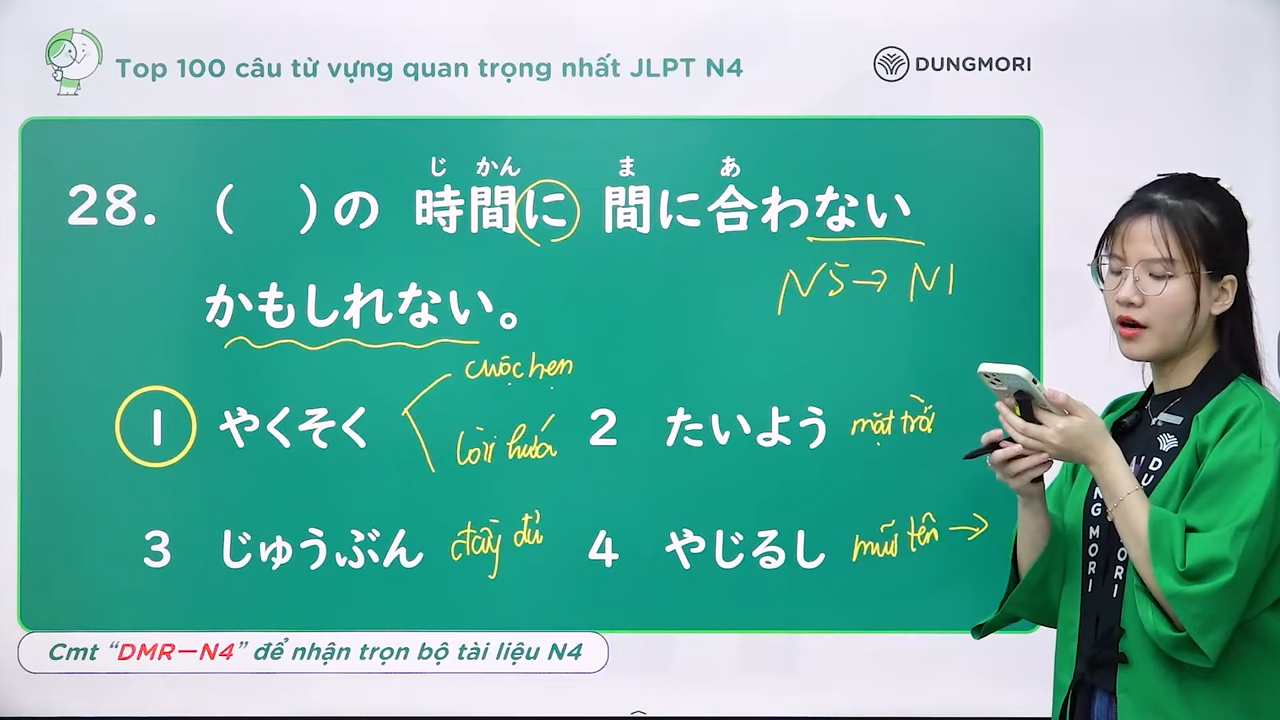 Top 100 câu từ vựng quan trọng nhất JLPT N4
DUNGMORI
じ かん ま あ
28. ( )の 時間に 間に合わない
N5→N1
かもしれない。
cuộc hẹn
1 やくそく
lời hứa
2 たいよう mặt trời
3 じゅうぶん đầy đủ
4 やじるし mũi tên →
Cmt “DMR－N4” để nhận trọn bộ tài liệu N4